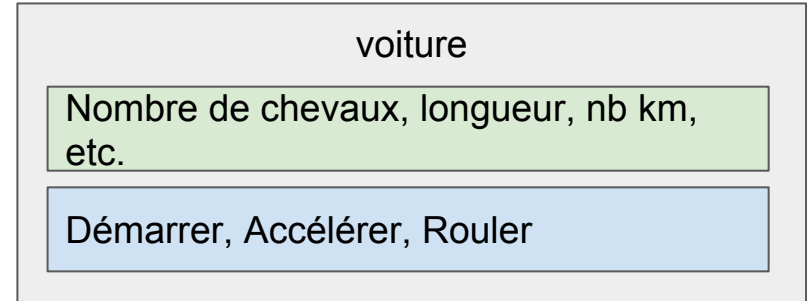 voiture
Nombre de chevaux, longueur, nb km,
etc.
Démarrer, Accélérer, Rouler